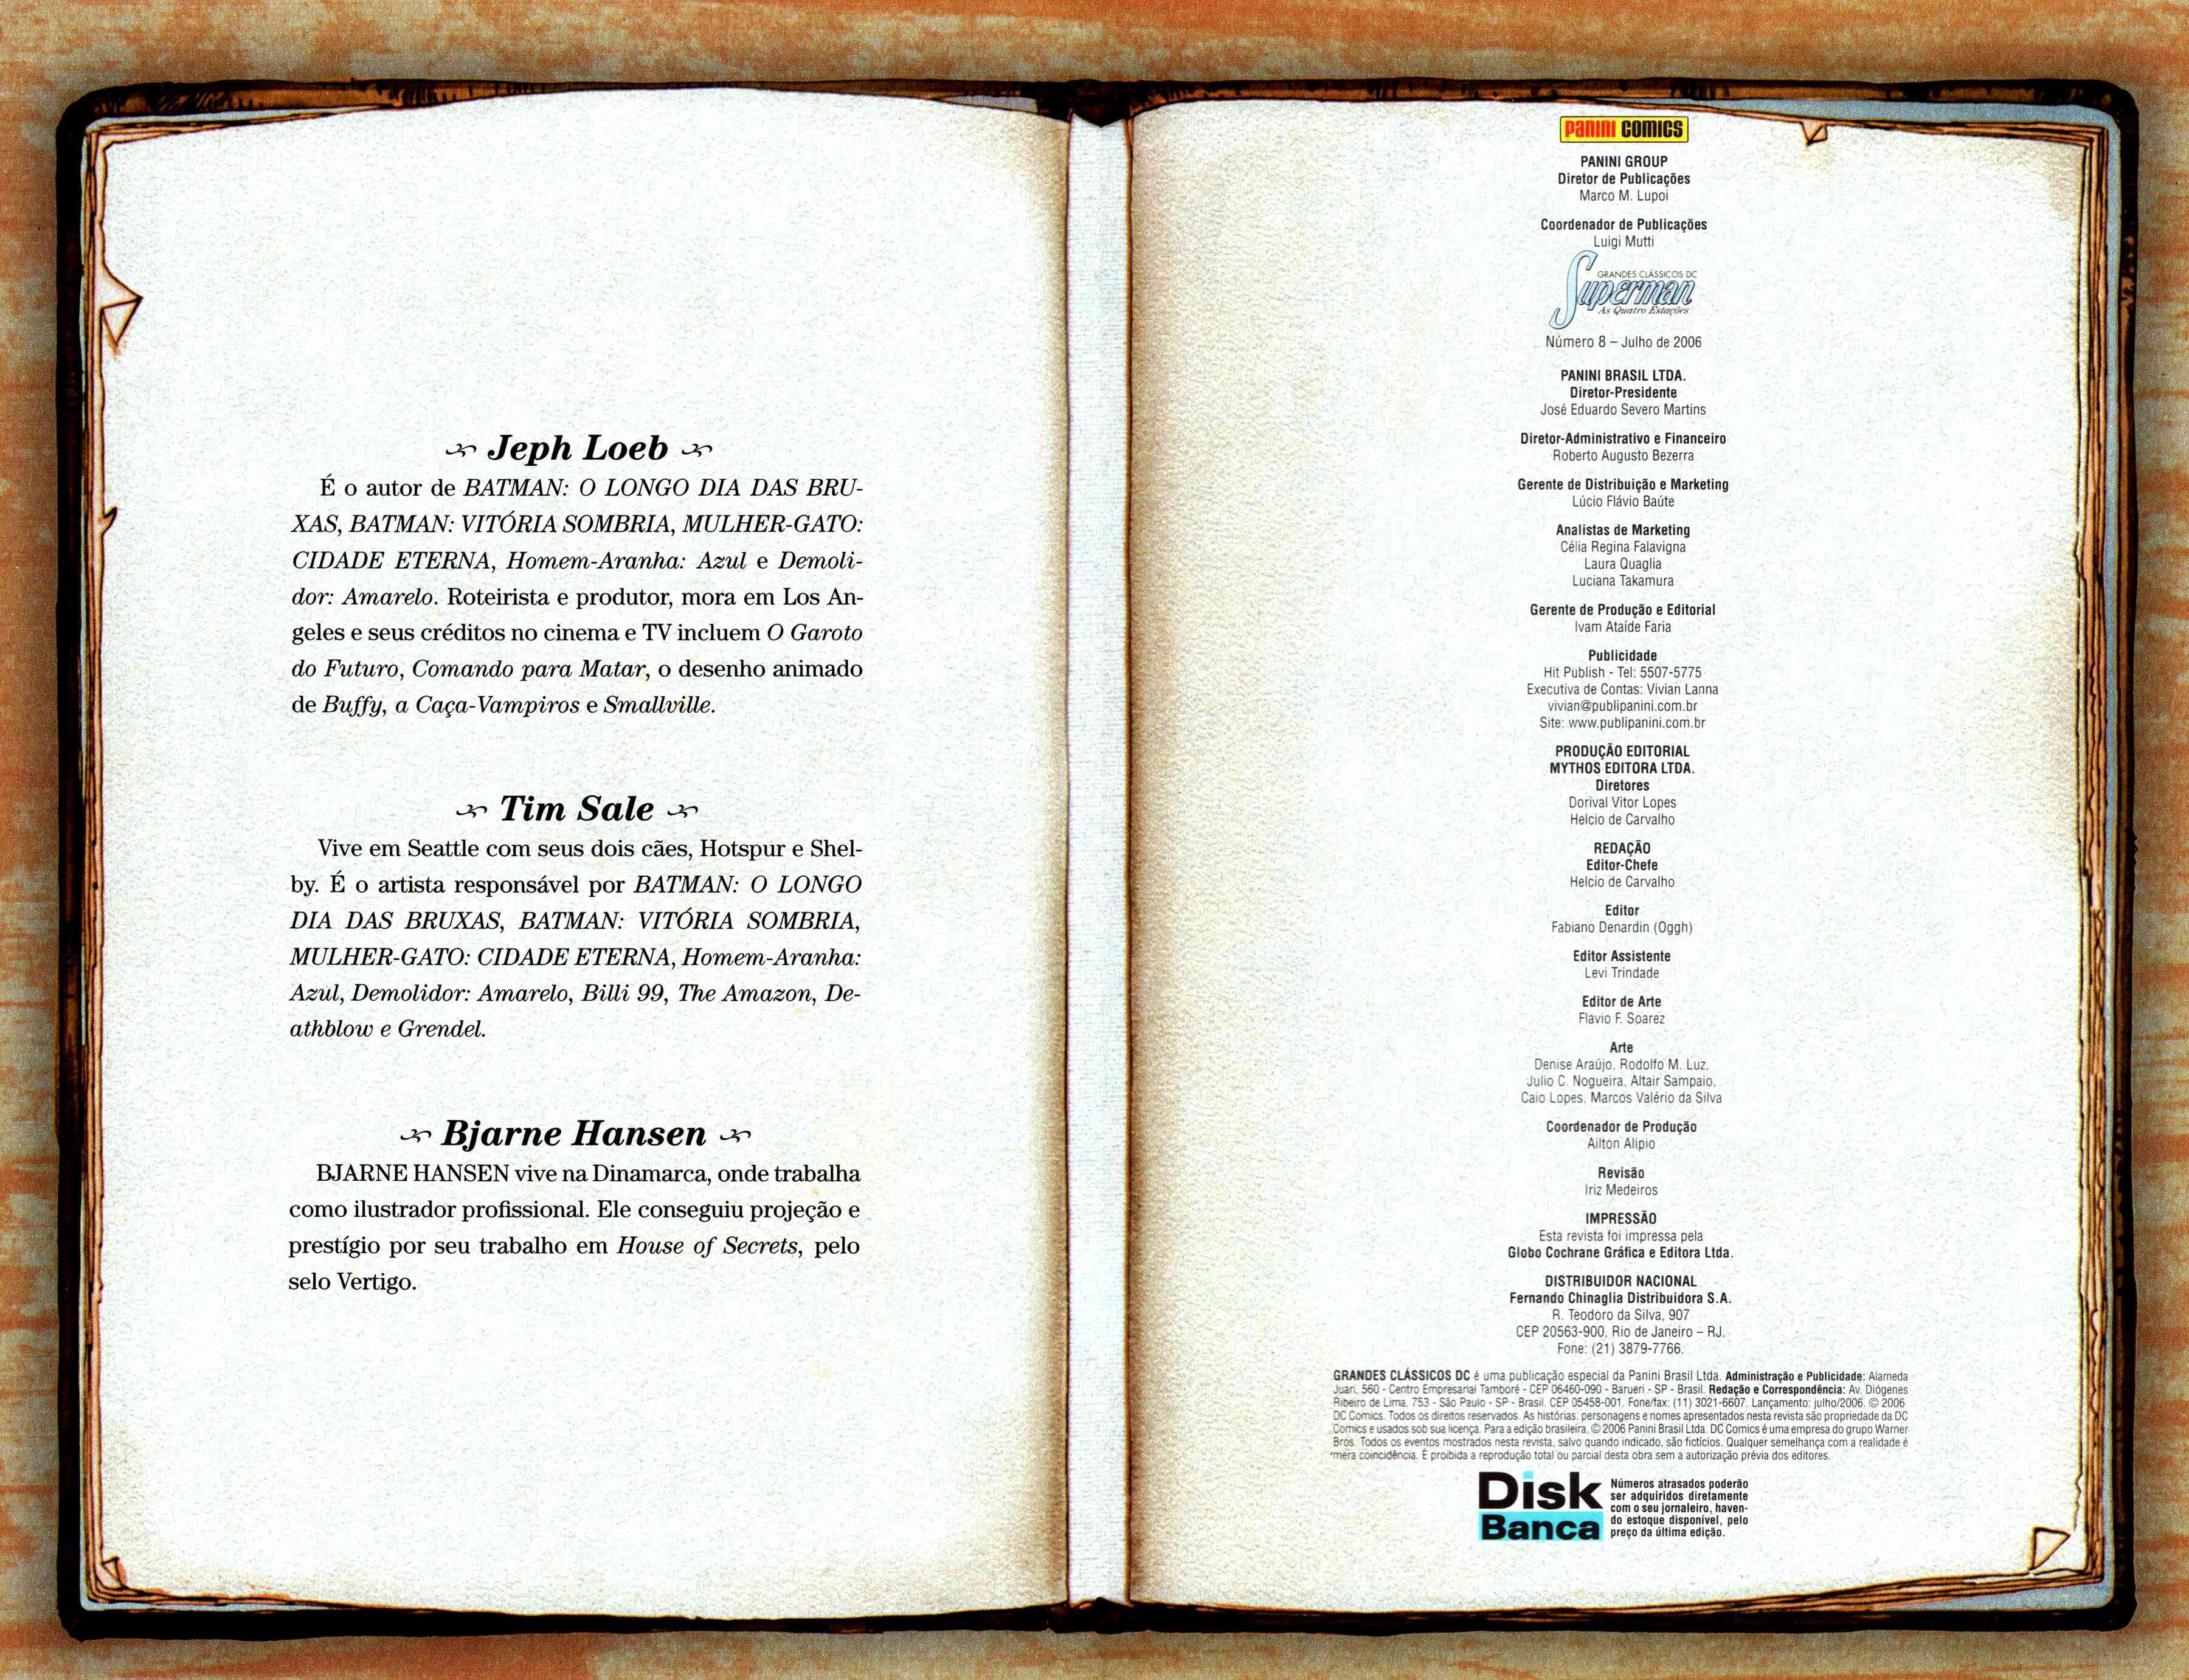 Jeph Loeb
É o autor de BATMAN: O LONGO DIA DAS BRU-
XAS, BATMAN: VITÓRIA SOMBRIA, MULHER-GATO:
CIDADE ETERNA, Homem-Aranha: Azul e Demoli-
dor: Amarelo. Roteirista e produtor, mora em Los An-
geles e seus créditos no cinema e TV incluem O Garoto
do Futuro, Comando para Matar, o desenho animado
de Buffy, a Caça-Vampiros e Smallville.
Tim Sale
Vive em Seattle com seus dois cães, Hotspur e Shel-
by. É o artista responsável por BATMAN: O LONGO
DIA DAS BRUXAS, BATMAN: VITÓRIA SOMBRIA,
MULHER-GATO: CIDADE ETERNA, Homem-Aranha:
Azul, Demolidor: Amarelo, Billi 99, The Amazon, De-
athblow e Grendel.
Bjarne Hansen
BJARNE HANSEN vive na Dinamarca, onde trabalha
como ilustrador profissional. Ele conseguiu projeção e
prestígio por seu trabalho em House of Secrets, pelo
selo Vertigo.
PANINI COMICS
PANINI GROUP
Diretor de Publicações
Marco M. Lupoi
Coordenador de Publicações
Luigi Mutti
GRANDES CLÁSSICOS DC
Superman
As Quatro Estações
Número 8 – Julho de 2006
PANINI BRASIL LTDA.
Diretor-Presidente
José Eduardo Severo Martins
Diretor-Administrativo e Financeiro
Roberto Augusto Bezerra
Gerente de Distribuição e Marketing
Lúcio Flávio Baúte
Analistas de Marketing
Célia Regina Falavigna
Laura Quaglia
Luciana Takamura
Gerente de Produção e Editorial
Ivam Ataíde Faria
Publicidade
Hit Publish - Tel: 5507-5775
Executiva de Contas: Vivian Lanna
vivian@publipanini.com.br
Site: www.publipanini.com.br
PRODUÇÃO EDITORIAL
MYTHOS EDITORA LTDA.
Diretores
Dorival Vitor Lopes
Helcio de Carvalho
REDAÇÃO
Editor-Chefe
Helcio de Carvalho
Editor
Fabiano Denardin (Oggh)
Editor Assistente
Levi Trindade
Editor de Arte
Flavio F. Soarez
Arte
Denise Araújo, Rodolfo M. Luz,
Julio C. Nogueira, Altair Sampaio,
Caio Lopes, Marcos Valério da Silva
Coordenador de Produção
Ailton Alipio
Revisão
Iriz Medeiros
IMPRESSÃO
Esta revista foi impressa pela
Globo Cochrane Gráfica e Editora Ltda.
DISTRIBUIDOR NACIONAL
Fernando Chinaglia Distribuidora S.A.
R. Teodoro da Silva, 907
CEP 20563-900, Rio de Janeiro – RJ.
Fone: (21) 3879-7766.
GRANDES CLÁSSICOS DC é uma publicação especial da Panini Brasil Ltda. Administração e Publicidade: Alameda
Juari, 560 - Centro Empresarial Tamboré - CEP 06460-090 - Barueri - SP - Brasil. Redação e Correspondência: Av. Diógenes
Ribeiro de Lima, 753 - São Paulo - SP - Brasil. CEP 05458-001. Fone/fax: (11) 3021-6607. Lançamento: julho/2006. © 2006
DC Comics. Todos os direitos reservados. As histórias, personagens e nomes apresentados nesta revista são propriedade da DC
Comics e usados sob sua licença. Para a edição brasileira, © 2006 Panini Brasil Ltda. DC Comics é uma empresa do grupo Warner
Bros. Todos os eventos mostrados nesta revista, salvo quando indicado, são fictícios. Qualquer semelhança com a realidade é
mera coincidência. É proibida a reprodução total ou parcial desta obra sem a autorização prévia dos editores.
Disk
Banca
Números atrasados poderão
ser adquiridos diretamente
com o seu jornaleiro, haven-
do estoque disponível, pelo
preço da última edição.